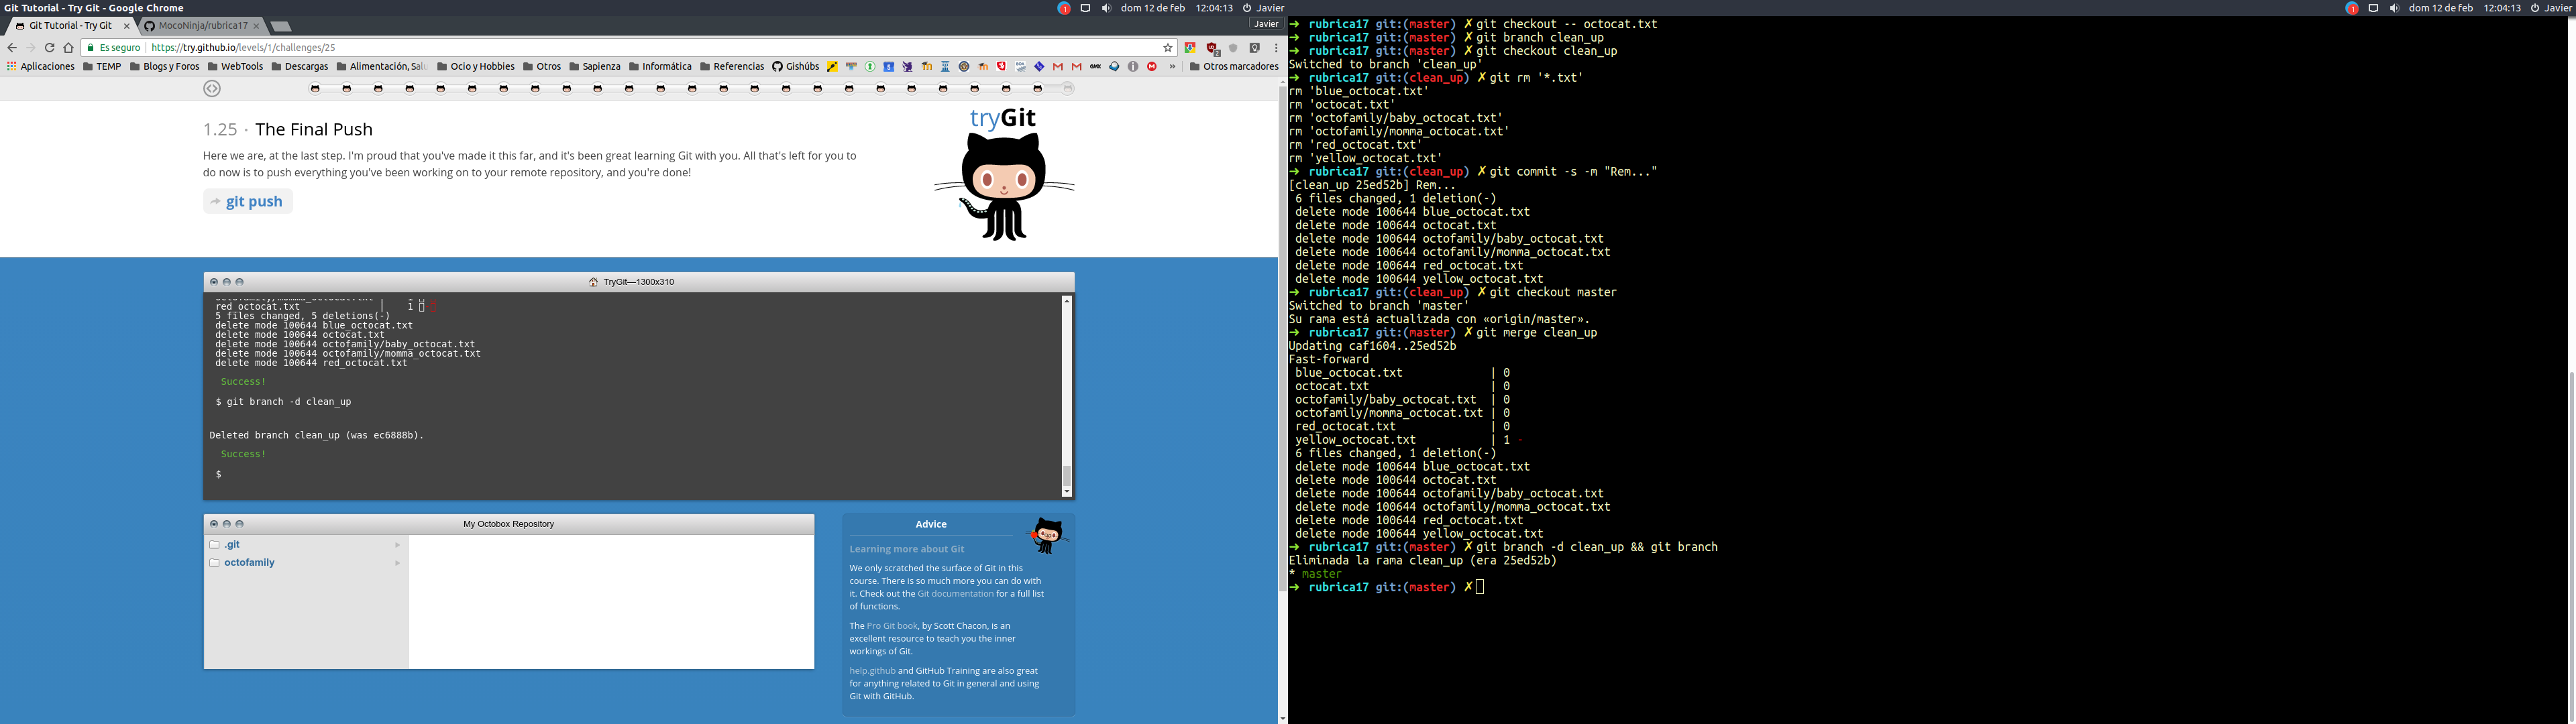 Git Tutorial - Try Git - Google Chrome
dom 12 de feb 12:04:13 Javier
dom 12 de feb 12:04:13 Javier
Git Tutorial - Try Git
MocoNinja/rubrica17
Javier
Es seguro https://try.github.io/levels/1/challenges/25
Aplicaciones TEMP Blogs y Foros WebTools Descargas Alimentación, Salu Ocio y Hobbies Otros Sapienza Informática Referencias Gishúbs » Otros marcadores
1.25 · The Final Push
Here we are, at the last step. I'm proud that you've made it this far, and it's been great learning Git with you. All that's left for you to
do now is to push everything you've been working on to your remote repository, and you're done!
git push
tryGit
TryGit—1300x310
octofamily/momma_octocat.txt | 1
red_octocat.txt | 1
5 files changed, 5 deletions(-)
delete mode 100644 blue_octocat.txt
delete mode 100644 octocat.txt
delete mode 100644 octofamily/baby_octocat.txt
delete mode 100644 octofamily/momma_octocat.txt
delete mode 100644 red_octocat.txt
Success!
$ git branch -d clean_up
Deleted branch clean_up (was ec6888b).
Success!
$
My Octobox Repository
.git
octofamily
Advice
Learning more about Git
We only scratched the surface of Git in this
course. There is so much more you can do with
it. Check out the Git documentation for a full list
of functions.
The Pro Git book, by Scott Chacon, is an
excellent resource to teach you the inner
workings of Git.
help.github and GitHub Training are also great
for anything related to Git in general and using
Git with GitHub.
➜ rubrica17 git:(master) ✗ git checkout -- octocat.txt
➜ rubrica17 git:(master) ✗ git branch clean_up
➜ rubrica17 git:(master) ✗ git checkout clean_up
Switched to branch 'clean_up'
➜ rubrica17 git:(clean_up) ✗ git rm '*.txt'
rm 'blue_octocat.txt'
rm 'octocat.txt'
rm 'octofamily/baby_octocat.txt'
rm 'octofamily/momma_octocat.txt'
rm 'red_octocat.txt'
rm 'yellow_octocat.txt'
➜ rubrica17 git:(clean_up) ✗ git commit -s -m "Rem..."
[clean_up 25ed52b] Rem...
6 files changed, 1 deletion(-)
delete mode 100644 blue_octocat.txt
delete mode 100644 octocat.txt
delete mode 100644 octofamily/baby_octocat.txt
delete mode 100644 octofamily/momma_octocat.txt
delete mode 100644 red_octocat.txt
delete mode 100644 yellow_octocat.txt
➜ rubrica17 git:(clean_up) ✗ git checkout master
Switched to branch 'master'
Su rama está actualizada con «origin/master».
➜ rubrica17 git:(master) ✗ git merge clean_up
Updating caf1604..25ed52b
Fast-forward
blue_octocat.txt | 0
octocat.txt | 0
octofamily/baby_octocat.txt | 0
octofamily/momma_octocat.txt | 0
red_octocat.txt | 0
yellow_octocat.txt | 1 -
6 files changed, 1 deletion(-)
delete mode 100644 blue_octocat.txt
delete mode 100644 octocat.txt
delete mode 100644 octofamily/baby_octocat.txt
delete mode 100644 octofamily/momma_octocat.txt
delete mode 100644 red_octocat.txt
delete mode 100644 yellow_octocat.txt
➜ rubrica17 git:(master) ✗ git branch -d clean_up && git branch
Eliminada la rama clean_up (era 25ed52b)
* master
➜ rubrica17 git:(master) ✗